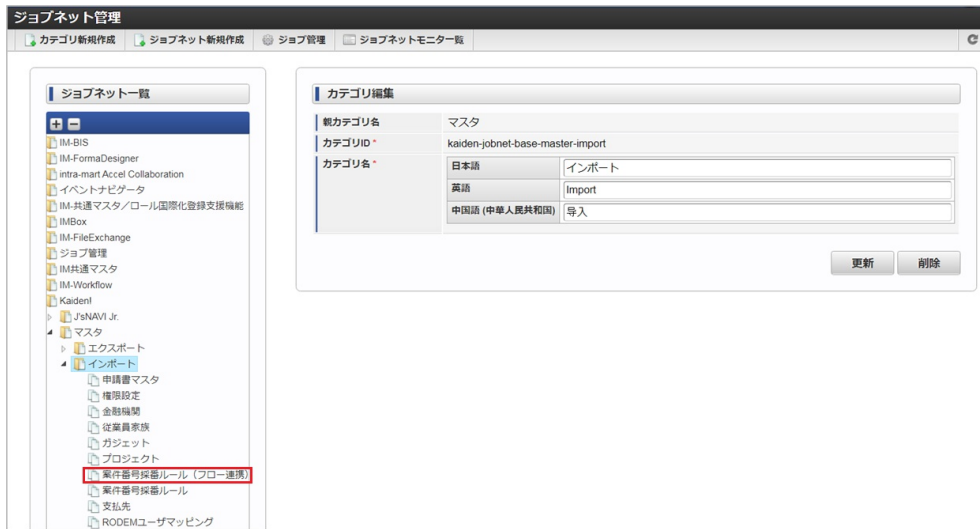 ジョブネット管理
カテゴリ新規作成 ジョブネット新規作成 ジョブ管理 ジョブネットモニタ一覧
ジョブネット一覧
IM-BIS
IM-FormaDesigner
intra-mart Accel Collaboration
イベントナビゲータ
IM-共通マスタ/ロール国際化登録支援機能
IMBox
IM-FileExchange
ジョブ管理
IM共通マスタ
IM-Workflow
Kaiden!
J'sNAVI Jr.
マスタ
エクスポート
インポート
申請書マスタ
権限設定
金融機関
従業員家族
ガジェット
プロジェクト
案件番号採番ルール(フロー連携)
案件番号採番ルール
支払先
RODEMユーザマッピング
カテゴリ編集
親カテゴリ名 マスタ
カテゴリID * kaiden-jobnet-base-master-import
カテゴリ名 * 日本語 インポート
英語 Import
中国語 (中華人民共和国) 导入
更新 削除